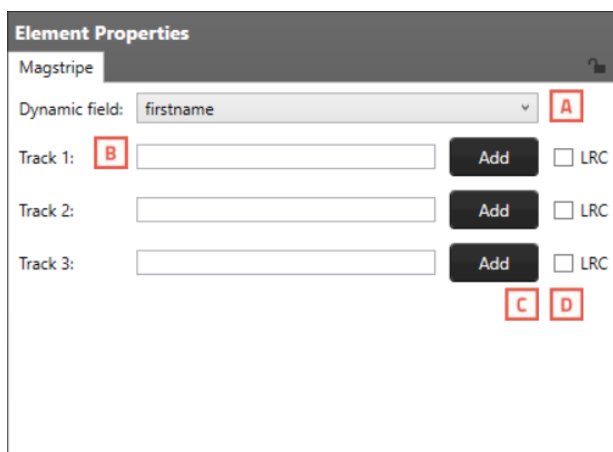 Element Properties
Magstripe
Dynamic field: firstname A
Track 1: B Add LRC
Track 2: Add LRC
Track 3: Add LRC
C D